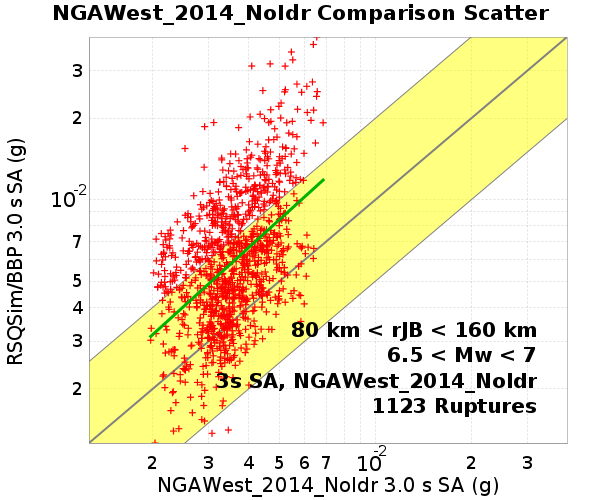 NGAWest_2014_NoIdr Comparison Scatter
RSQSim/BBP 3.0 s SA (g)
3
2
10-2
7
5
4
3
2
80 km < rJB < 160 km
6.5 < Mw < 7
3s SA, NGAWest_2014_NoIdr
1123 Ruptures
2 3 4 5 6 7 10-2 2 3
NGAWest_2014_NoIdr 3.0 s SA (g)